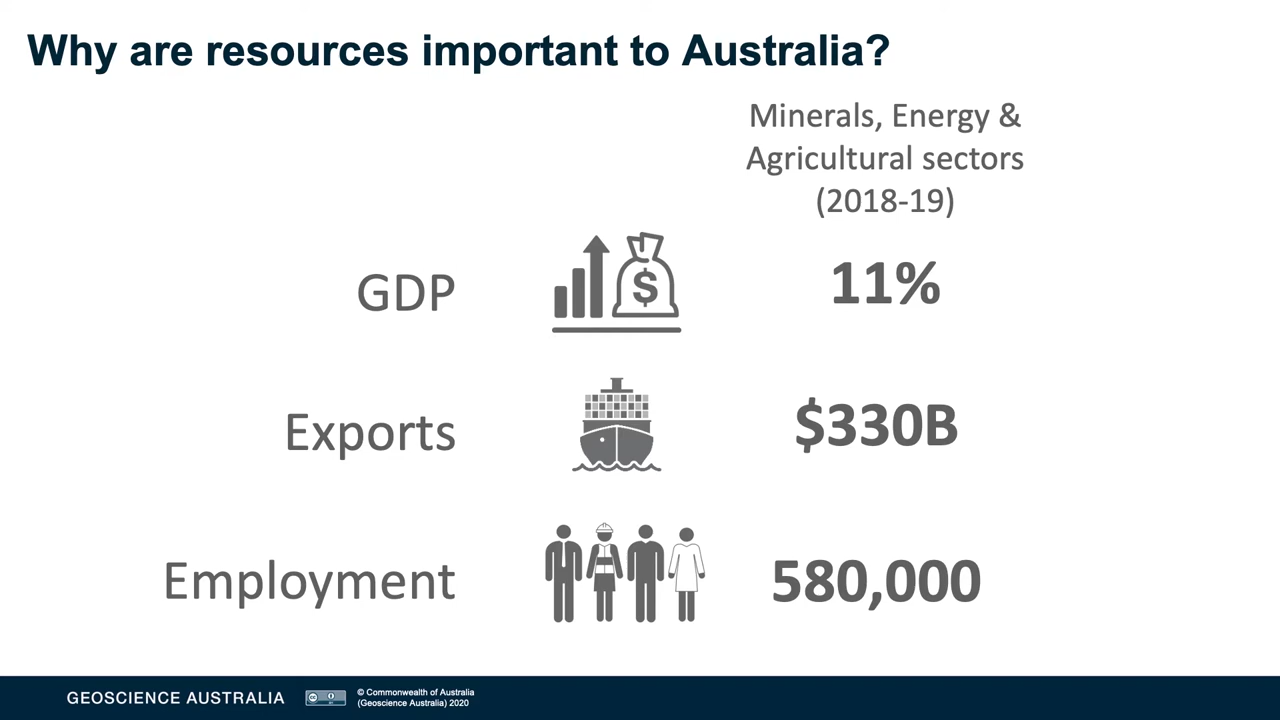 Why are resources important to Australia?
Minerals, Energy &
Agricultural sectors
(2018-19)
GDP
$
11%
Exports
$330B
Employment
580,000
GEOSCIENCE AUSTRALIA
© Commonwealth of Australia
(Geoscience Australia) 2020